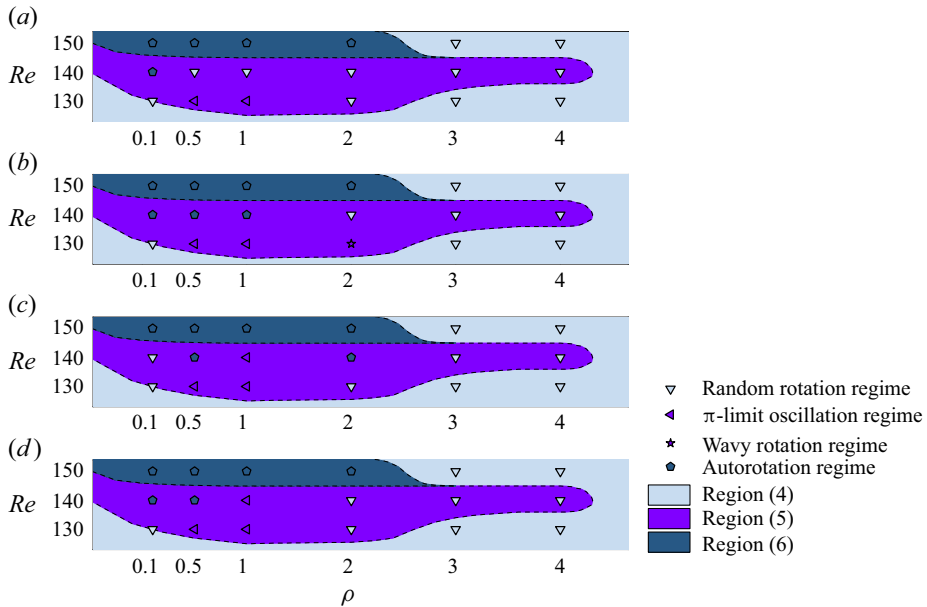 (a)
150
Re 140
130
0.1 0.5 1 2 3 4
(b)
150
Re 140
130
0.1 0.5 1 2 3 4
(c)
150
Re 140
130
0.1 0.5 1 2 3 4
(d)
150
Re 140
130
0.1 0.5 1 2 3 4
ρ
Random rotation regime
π-limit oscillation regime
Wavy rotation regime
Autorotation regime
Region (4)
Region (5)
Region (6)